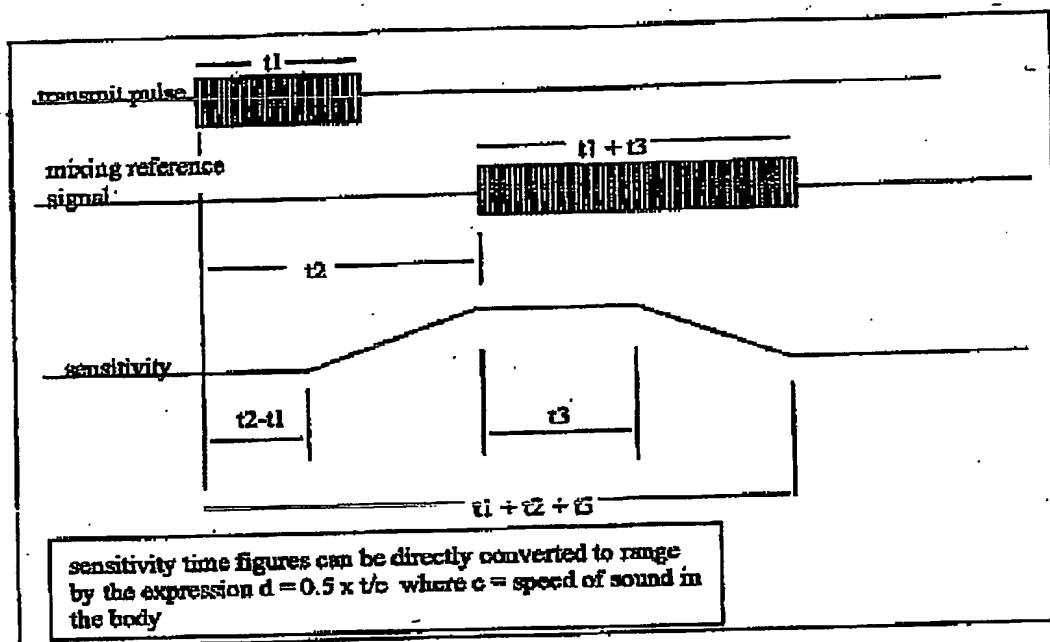 t1
transmit pulse
t1 + t3
mixing reference
signal
t2
sensitivity
t2-t1
t3
t1 + t2 + t3
sensitivity time figures can be directly converted to range
by the expression d = 0.5 x t/c where c = speed of sound in
the body